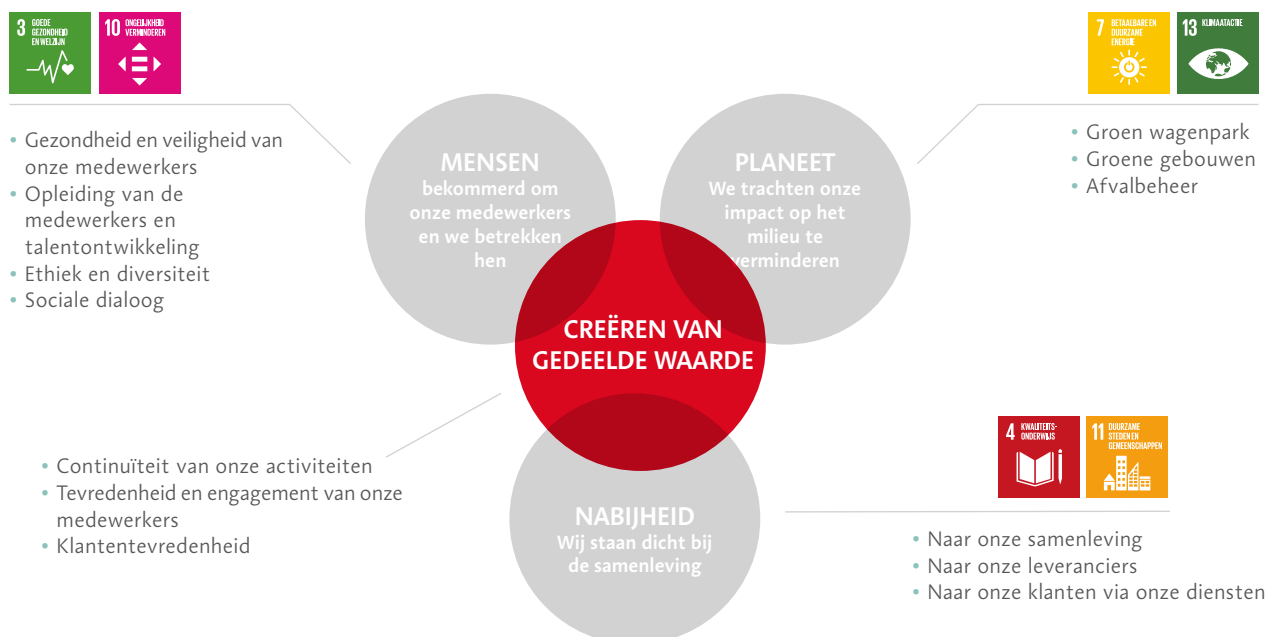 3 GOEDE
GEZONDHEID
EN WELZIJN
10 ONGELIJKHEID
VERMINDEREN
• Gezondheid en veiligheid van
onze medewerkers
• Opleiding van de
medewerkers en
talentontwikkeling
• Ethiek en diversiteit
• Sociale dialoog
MENSEN
bekommerd om
onze medewerkers
en we betrekken
hen
PLANEET
We trachten onze
impact op het
milieu te
verminderen
7 BETAALBARE EN
DUURZAME
ENERGIE
13 KLIMAATACTIE
• Groen wagenpark
• Groene gebouwen
• Afvalbeheer
CREËREN VAN
GEDEELDE WAARDE
• Continuïteit van onze activiteiten
• Tevredenheid en engagement van onze
medewerkers
• Klantentevredenheid
NABIJHEID
Wij staan dicht bij
de samenleving
4 KWALITEITS-
ONDERWIJS
11 DUURZAME
STEDEN EN
GEMEENSCHAPPEN
• Naar onze samenleving
• Naar onze leveranciers
• Naar onze klanten via onze diensten